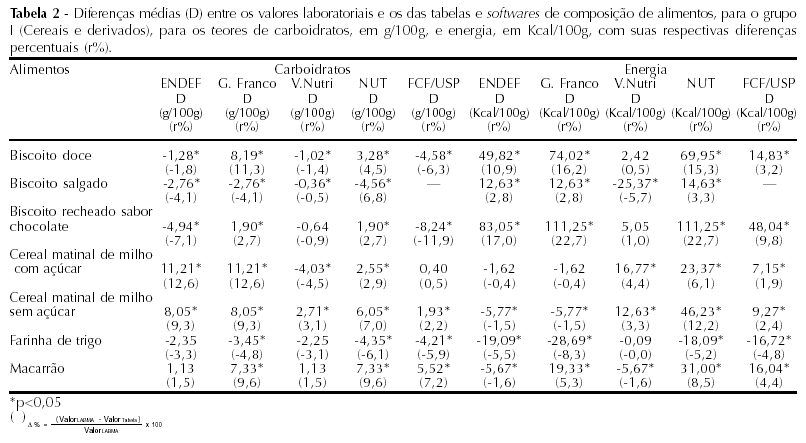 Tabela 2 - Diferenças médias (D) entre os valores laboratoriais e os das tabelas e softwares de composição de alimentos, para o grupo
I (Cereais e derivados), para os teores de carboidratos, em g/100g, e energia, em Kcal/100g, com suas respectivas diferenças
percentuais (r%).
Alimentos Carboidratos Energia
ENDEF G. Franco V.Nutri NUT FCF/USP ENDEF G. Franco V.Nutri NUT FCF/USP
D D D D D D D D D D
(g/100g) (g/100g) (g/100g) (g/100g) (g/100g) (Kcal/100g) (Kcal/100g) (Kcal/100g) (Kcal/100g) (Kcal/100g)
(r%) (r%) (r%) (r%) (r%) (r%) (r%) (r%) (r%) (r%)
Biscoito doce -1,28* 8,19* -1,02* 3,28* -4,58* 49,82* 74,02* 2,42 69,95* 14,83*
(-1,8) (11,3) (-1,4) (4,5) (-6,3) (10,9) (16,2) (0,5) (15,3) (3,2)
Biscoito salgado -2,76* -2,76* -0,36* -4,56* — 12,63* 12,63* -25,37* 14,63* —
(-4,1) (-4,1) (-0,5) (6,8) (2,8) (2,8) (-5,7) (3,3)
Biscoito recheado sabor
chocolate -4,94* 1,90* -0,64 1,90* -8,24* 83,05* 111,25* 5,05 111,25* 48,04*
(-7,1) (2,7) (-0,9) (2,7) (-11,9) (17,0) (22,7) (1,0) (22,7) (9,8)
Cereal matinal de milho
com açúcar 11,21* 11,21* -4,03* 2,55* 0,40 -1,62 -1,62 16,77* 23,37* 7,15*
(12,6) (12,6) (-4,5) (2,9) (0,5) (-0,4) (-0,4) (4,4) (6,1) (1,9)
Cereal matinal de milho
sem açúcar 8,05* 8,05* 2,71* 6,05* 1,93* -5,77* -5,77* 12,63* 46,23* 9,27*
(9,3) (9,3) (3,1) (7,0) (2,2) (-1,5) (-1,5) (3,3) (12,2) (2,4)
Farinha de trigo -2,35 -3,45* -2,25 -4,35* -4,21* -19,09* -28,69* -0,09 -18,09* -16,72*
(-3,3) (-4,8) (-3,1) (-6,1) (-5,9) (-5,5) (-8,3) (-0,0) (-5,2) (-4,8)
Macarrão 1,13 7,33* 1,13 7,33* 5,52* -5,67* 19,33* -5,67* 31,00* 16,04*
(1,5) (9,6) (1,5) (9,6) (7,2) (-1,6) (5,3) (-1,6) (8,5) (4,4)
*p<0,05
( ) Δ % = (Valor LABMA - Valor Tabela) x 100
Valor LABMA